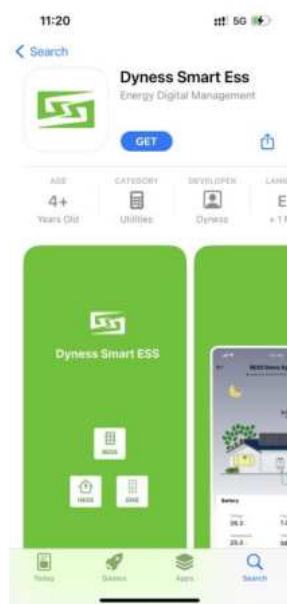 11:20
5G
Search
Dyness Smart Ess
Energy Digital Management
GET
AGE
CATEGORY
DEVELOPER
4+
E
Years Old
Utilities
Dyness
Dyness Smart ESS
HESS
Battery
Today
Games
Apps
Search